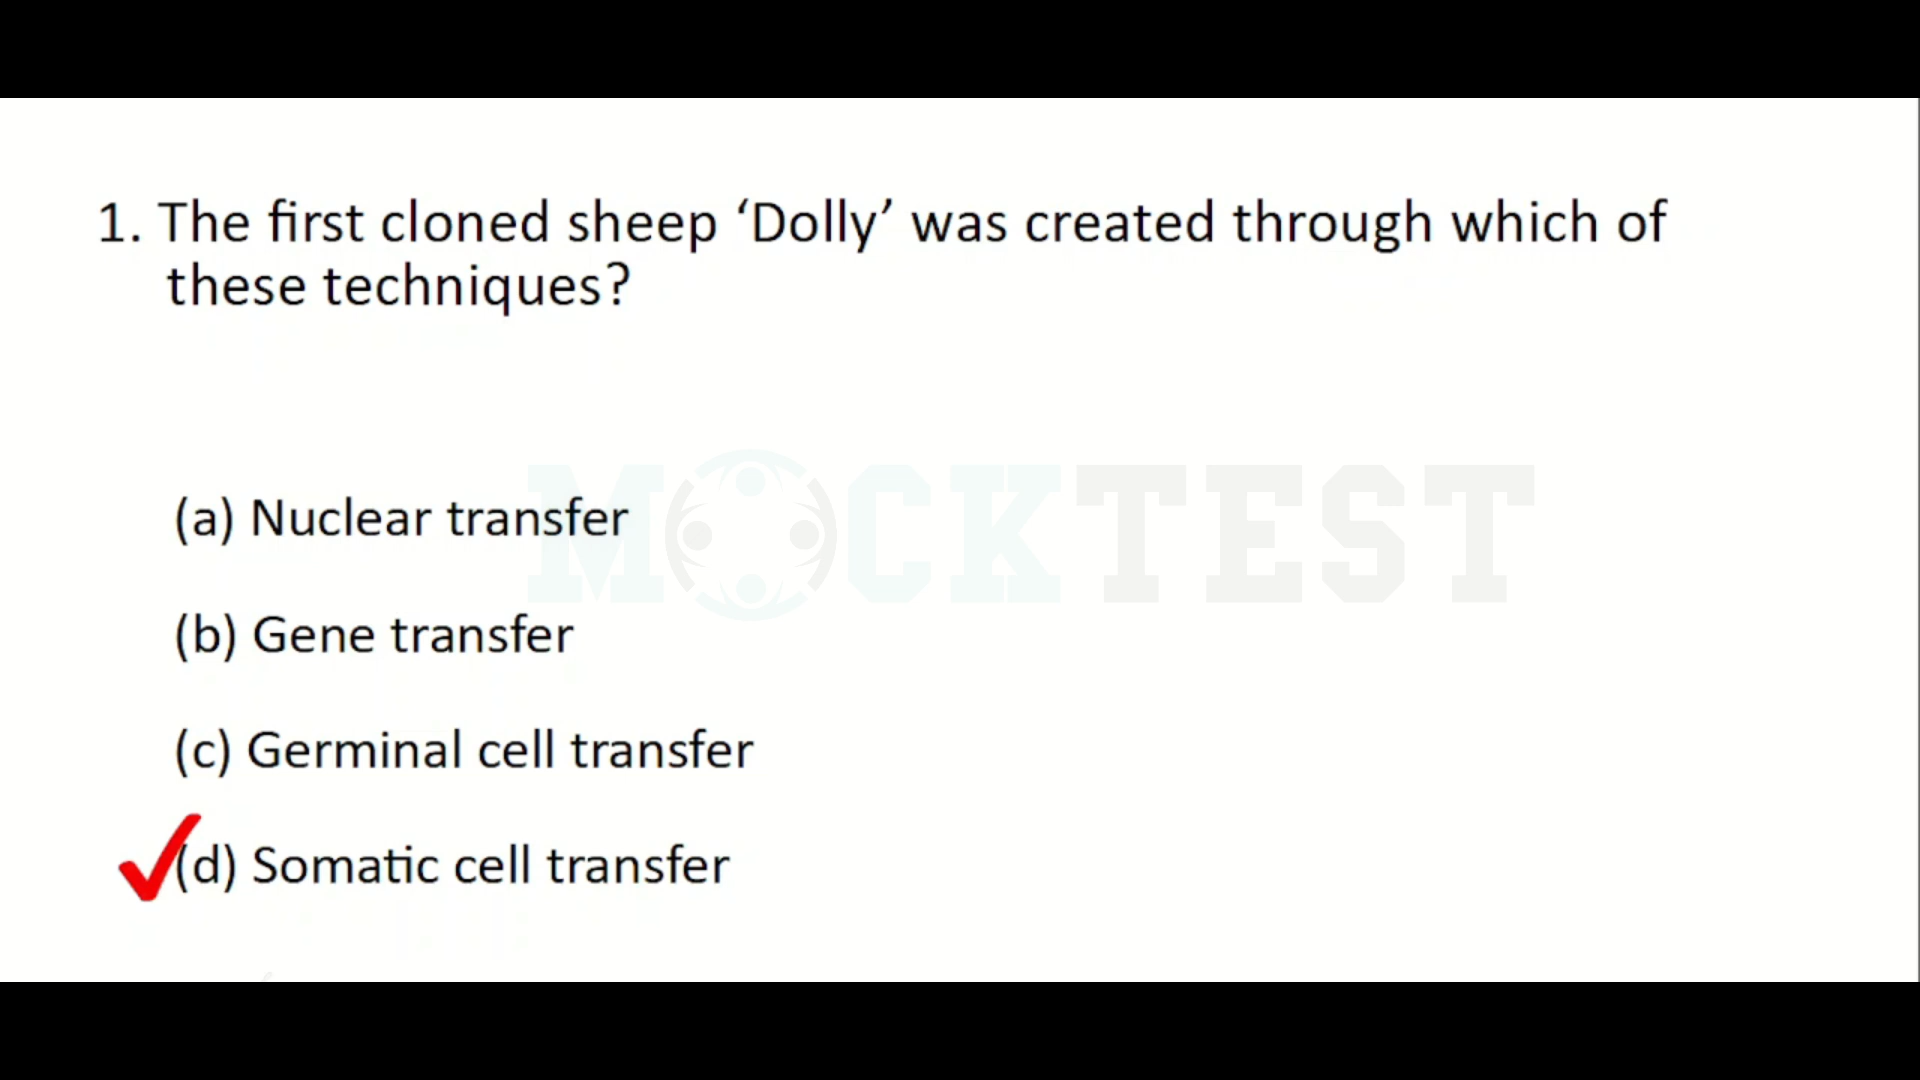 1. The first cloned sheep ‘Dolly’ was created through which of
these techniques?
MOCKTEST
(a) Nuclear transfer
(b) Gene transfer
(c) Germinal cell transfer
(d) Somatic cell transfer